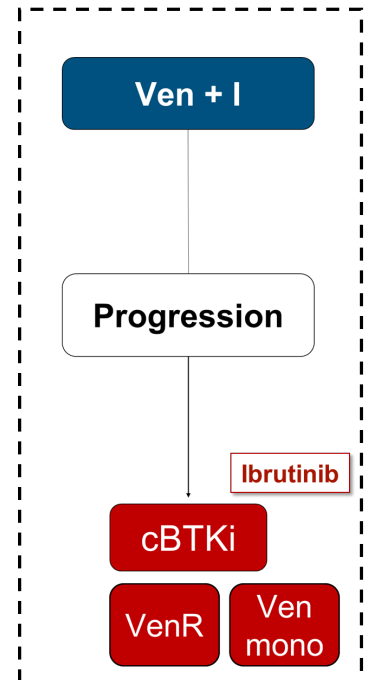 Ven + I
Progression
Ibrutinib
cBTKi
VenR
Ven
mono